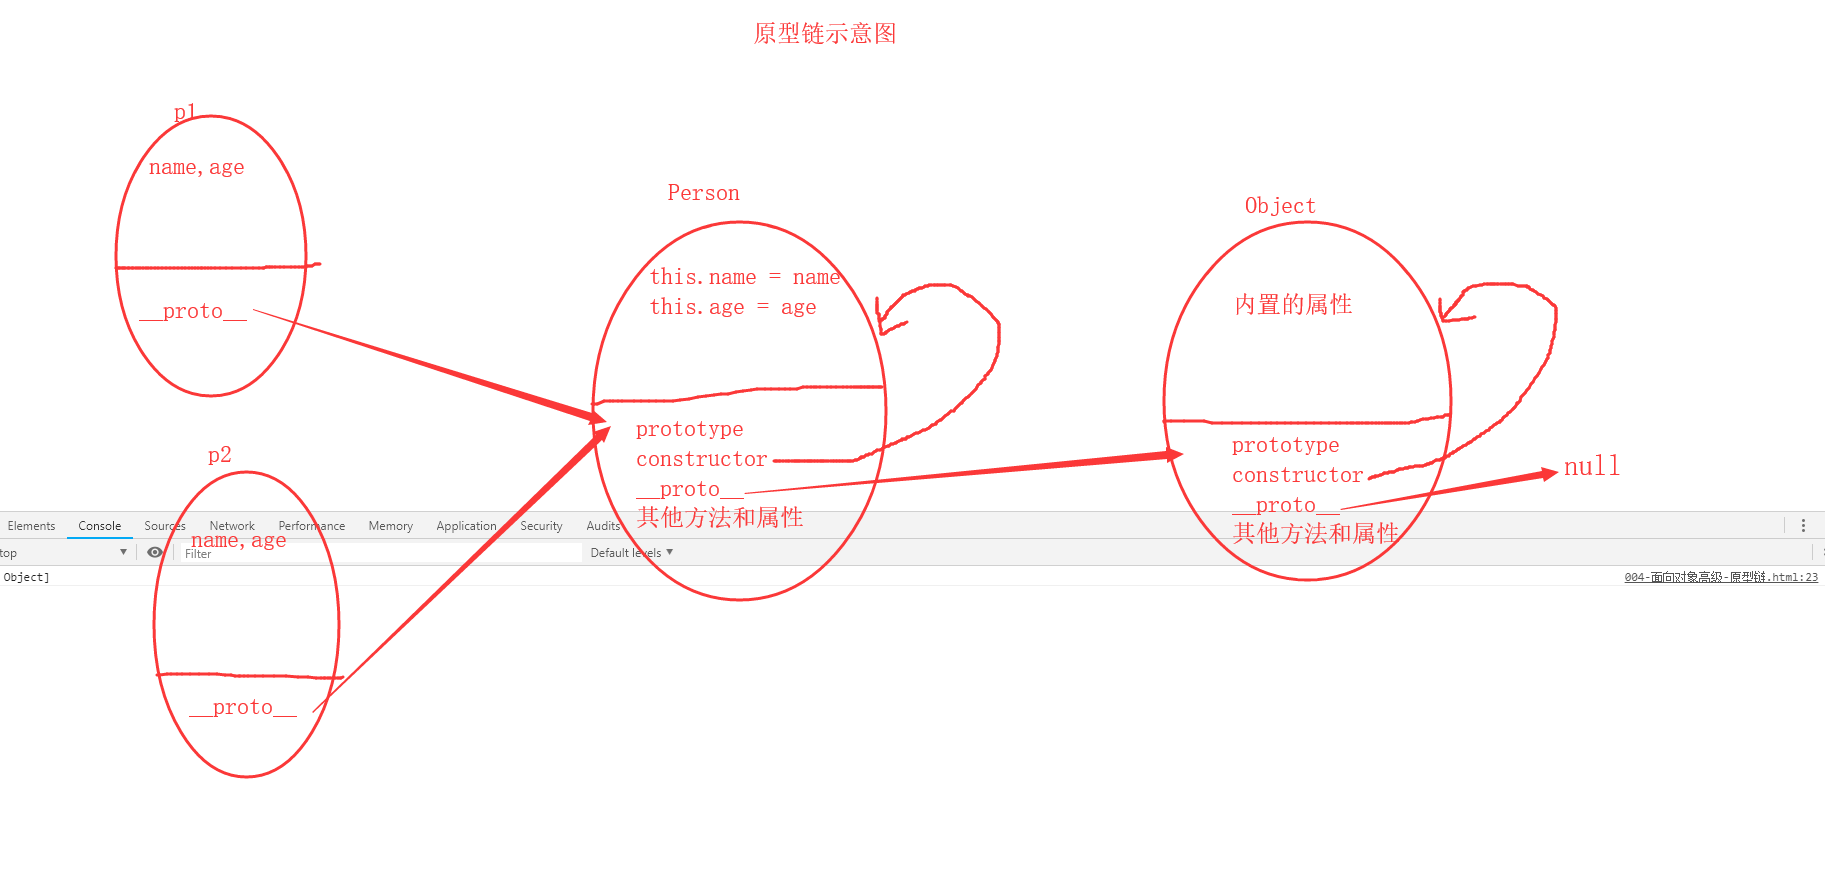 原型链示意图
p1
name,age
__proto__
Person
this.name = name
this.age = age
prototype
constructor
__proto__
其他方法和属性
Object
内置的属性
prototype
constructor
__proto__
其他方法和属性
null
p2
name,age
__proto__
Elements Console Sources Network Performance Memory Application Security Audits
top Filter Default levels
Object] 004-面向对象高级-原型链.html:23